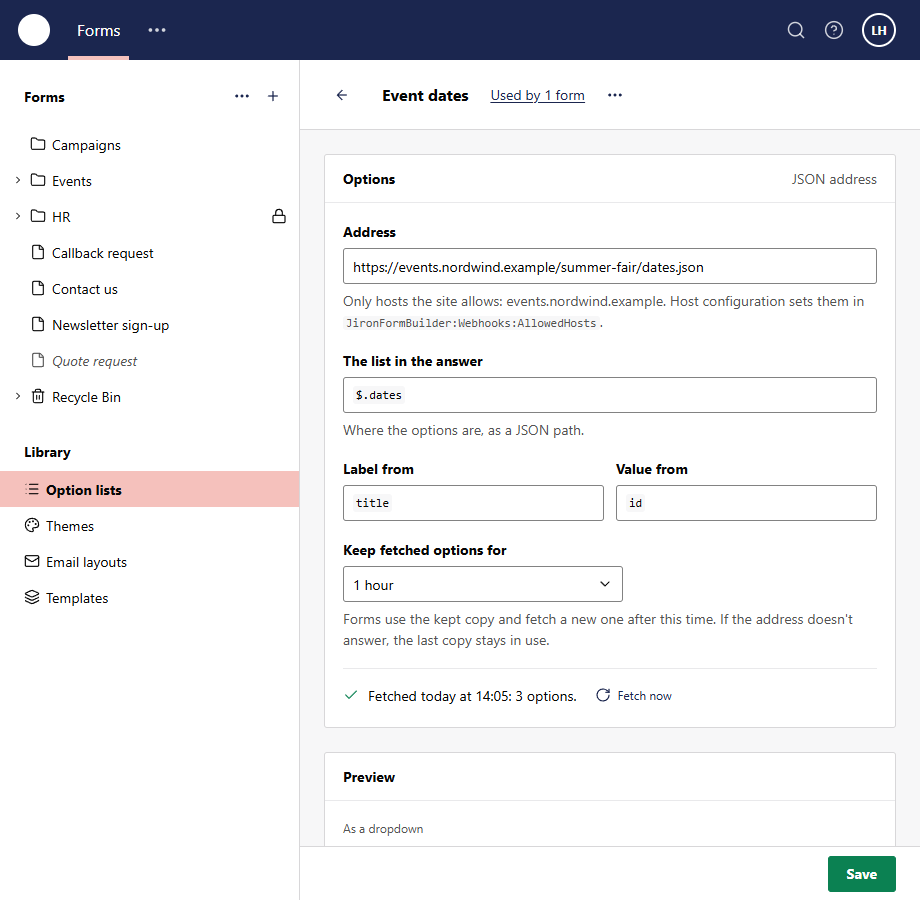 Forms
LH
Forms
Campaigns
Events
HR
Callback request
Contact us
Newsletter sign-up
Quote request
Recycle Bin
Library
Option lists
Themes
Email layouts
Templates
Event dates Used by 1 form
Options JSON address
Address
https://events.nordwind.example/summer-fair/dates.json
Only hosts the site allows: events.nordwind.example. Host configuration sets them in
JironFormBuilder:Webhooks:AllowedHosts.
The list in the answer
$.dates
Where the options are, as a JSON path.
Label from Value from
title id
Keep fetched options for
1 hour
Forms use the kept copy and fetch a new one after this time. If the address doesn't
answer, the last copy stays in use.
Fetched today at 14:05: 3 options. Fetch now
Preview
As a dropdown
Save